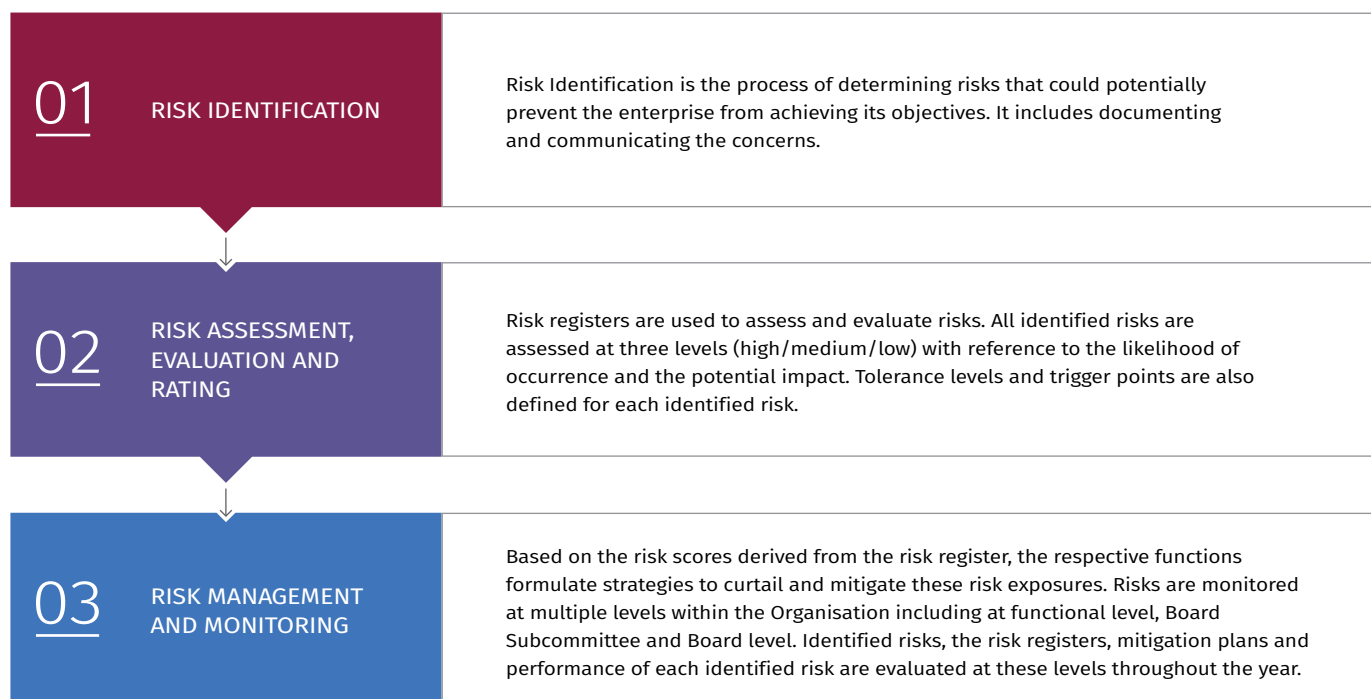 01
RISK IDENTIFICATION
Risk Identification is the process of determining risks that could potentially
prevent the enterprise from achieving its objectives. It includes documenting
and communicating the concerns.
02
RISK ASSESSMENT,
EVALUATION AND
RATING
Risk registers are used to assess and evaluate risks. All identified risks are
assessed at three levels (high/medium/low) with reference to the likelihood of
occurrence and the potential impact. Tolerance levels and trigger points are also
defined for each identified risk.
03
RISK MANAGEMENT
AND MONITORING
Based on the risk scores derived from the risk register, the respective functions
formulate strategies to curtail and mitigate these risk exposures. Risks are monitored
at multiple levels within the Organisation including at functional level, Board
Subcommittee and Board level. Identified risks, the risk registers, mitigation plans and
performance of each identified risk are evaluated at these levels throughout the year.